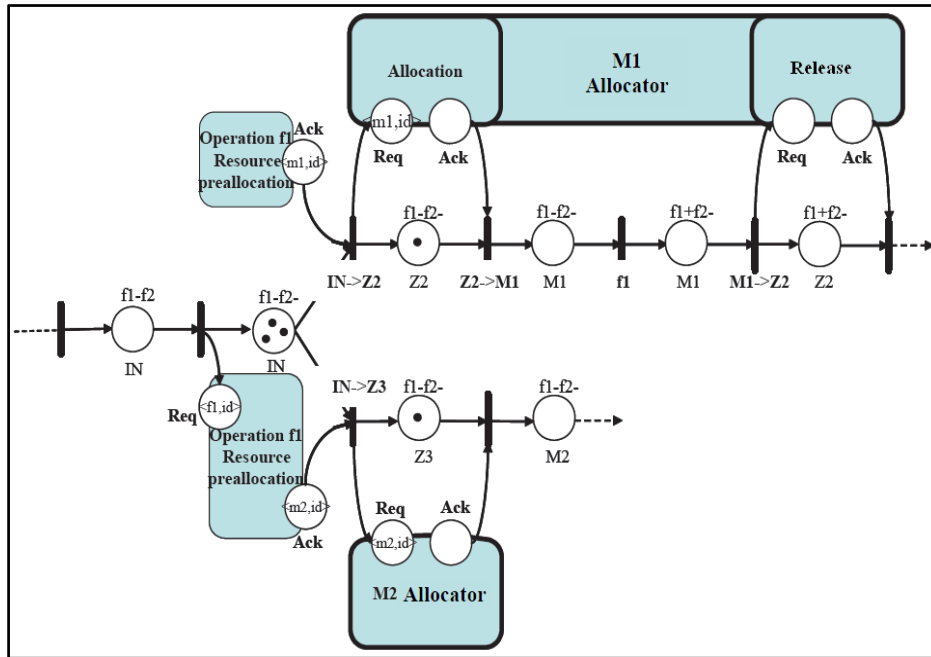 M1
Allocator
Allocation
Release
<m1,id>
Req
Ack
Req
Ack
Operation f1
Resource
preallocation
Ack
<m1,id>
f1-f2-
f1-f2-
f1+f2-
f1+f2-
IN->Z2
Z2
Z2->M1
M1
f1
M1
M1->Z2
Z2
f1-f2
f1-f2-
IN
IN
Req
<f1,id>
Operation f1
Resource
preallocation
<m2,id>
Ack
IN->Z3
f1-f2-
f1-f2-
Z3
M2
Req
Ack
<m2,id>
M2 Allocator